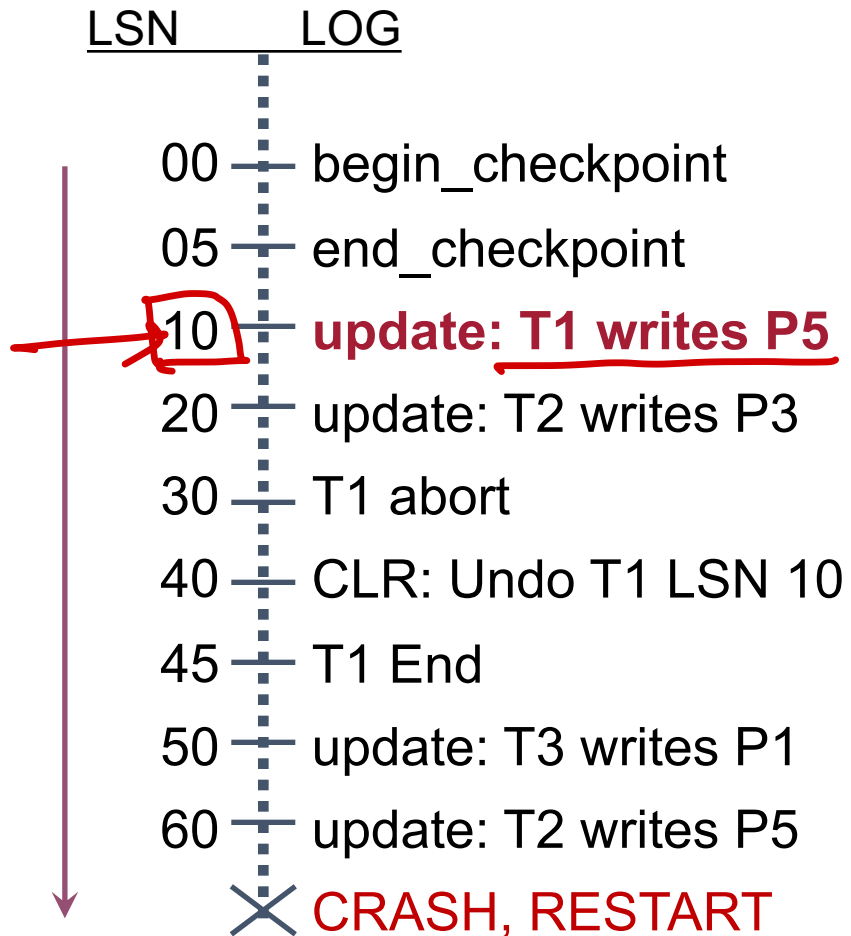 LSN LOG
00 begin_checkpoint
05 end_checkpoint
10 update: T1 writes P5
20 update: T2 writes P3
30 T1 abort
40 CLR: Undo T1 LSN 10
45 T1 End
50 update: T3 writes P1
60 update: T2 writes P5
CRASH, RESTART